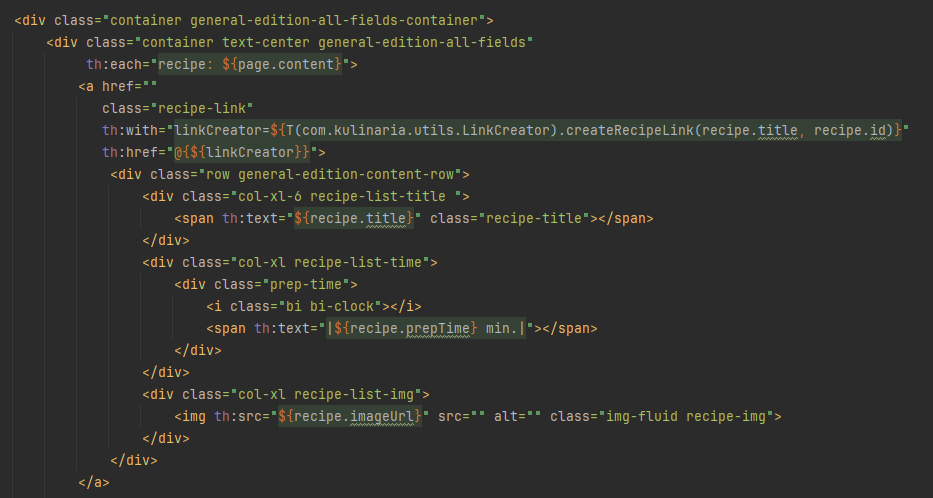 <div class="container general-edition-all-fields-container">
<div class="container text-center general-edition-all-fields"
th:each="recipe: ${page.content}">
<a href=""
class="recipe-link"
th:with="linkCreator=${T(com.kulinaria.utils.LinkCreator).createRecipeLink(recipe.title, recipe.id)}"
th:href="@{${linkCreator}}">
<div class="row general-edition-content-row">
<div class="col-xl-6 recipe-list-title ">
<span th:text="${recipe.title}" class="recipe-title"></span>
</div>
<div class="col-xl recipe-list-time">
<div class="prep-time">
<i class="bi bi-clock"></i>
<span th:text="|${recipe.prepTime} min.|"></span>
</div>
</div>
<div class="col-xl recipe-list-img">
<img th:src="${recipe.imageUrl}" src="" alt="" class="img-fluid recipe-img">
</div>
</div>
</a>